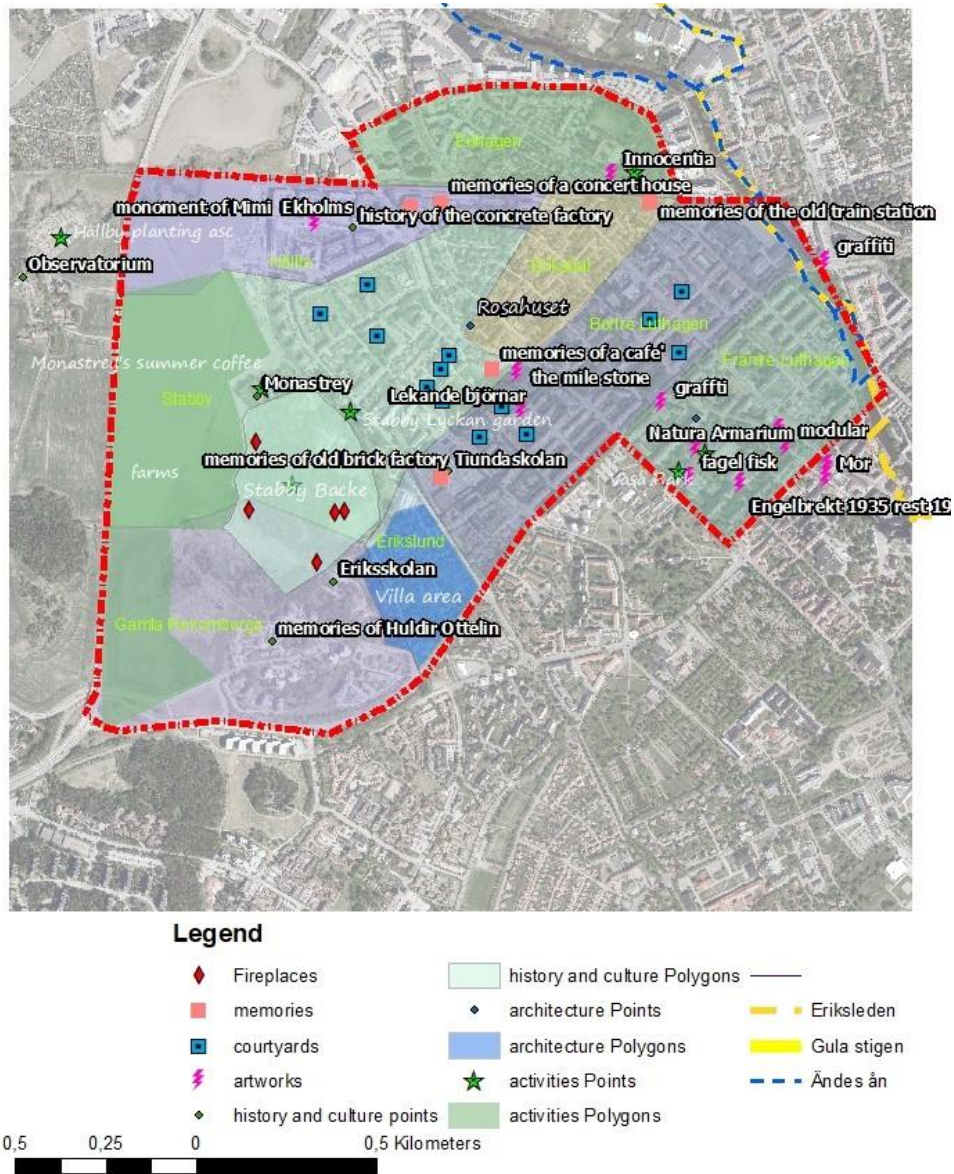 Enhagen
Innocentia
memories of a concert house
monoment of Mimi Ekholms
history of the concrete factory
memories of the old train station
Hällby planting asc
graffiti
Observatorium
Rosahuset
Bortre Luthagen
Monastrey's summer coffee
memories of a cafe'
Främre Luthagen
the mile stone
Monastrey
Stabby
Lekande björnar
graffti
Stabby Lyckan garden
Natura Armarium
modular
memories of old brick factory
Tiundaskolan
fagel fisk
Mor
farms
Stabby Backe
Vasa Park
Engelbrekt 1935 rest 19
Erikslund
Eriksskolan
Villa area
Gamla
memories of Huldir Ottelin
Legend
Fireplaces
history and culture Polygons
memories
architecture Points
Eriksleden
courtyards
architecture Polygons
Gula stigen
artworks
activities Points
Ändes ån
history and culture points
activities Polygons
0,5 0,25 0 0,5 Kilometers